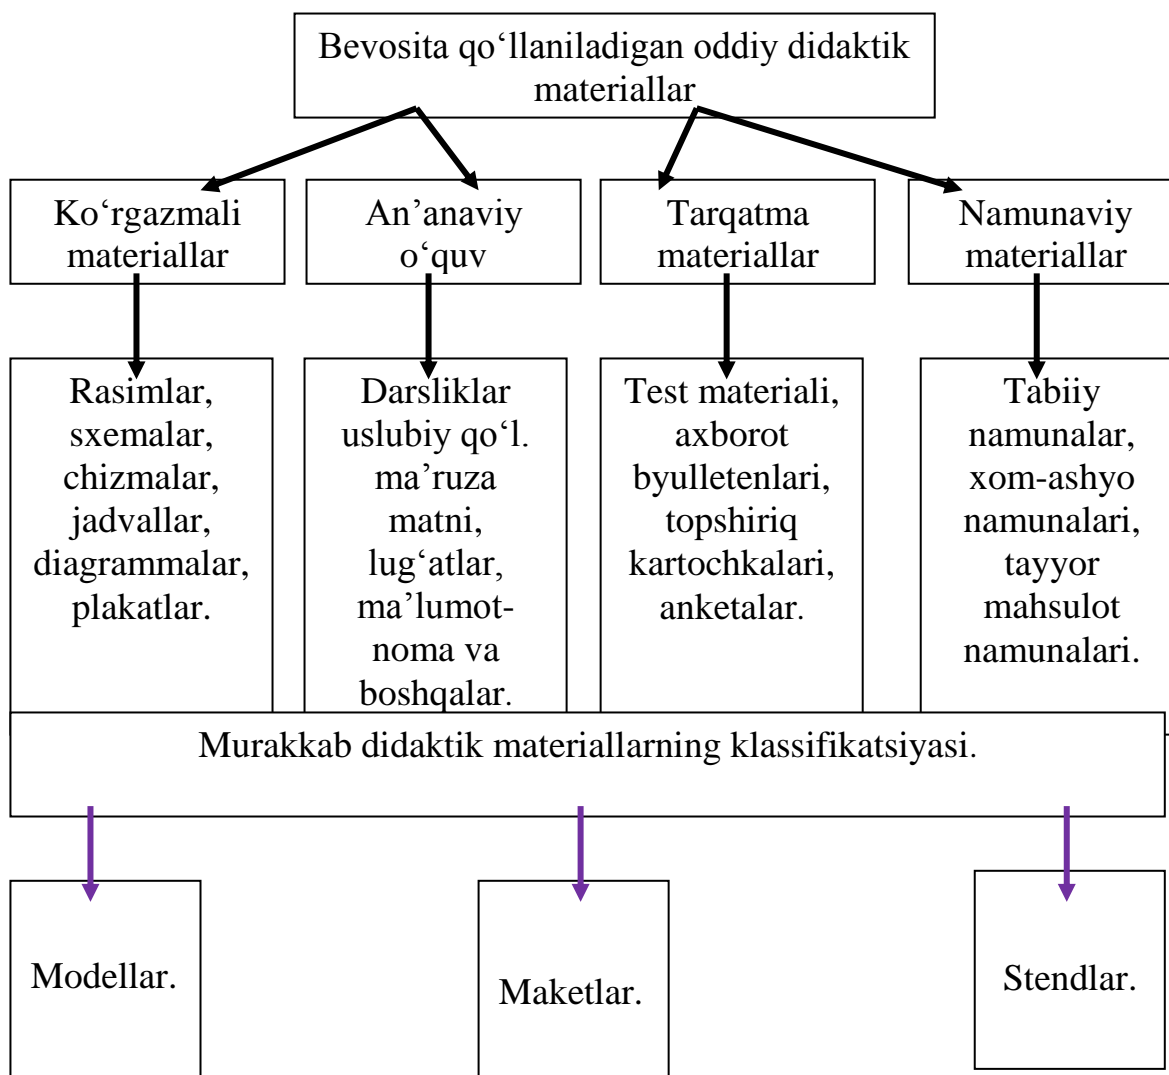 Bevosita qo‘llaniladigan oddiy didaktik
materiallar
Ko‘rgazmali
materiallar
An’anaviy
o‘quv
Tarqatma
materiallar
Namunaviy
materiallar
Rasimlar,
sxemalar,
chizmalar,
jadvallar,
diagrammalar,
plakatlar.
Darsliklar
uslubiy qo‘l.
ma’ruza
matni,
lug‘atlar,
ma’lumot-
noma va
boshqalar.
Test materiali,
axborot
byulletenlari,
topshiriq
kartochkalari,
anketalar.
Tabiiy
namunalar,
xom-ashyo
namunalari,
tayyor
mahsulot
namunalari.
Murakkab didaktik materiallarning klassifikatsiyasi.
Modellar.
Maketlar.
Stendlar.